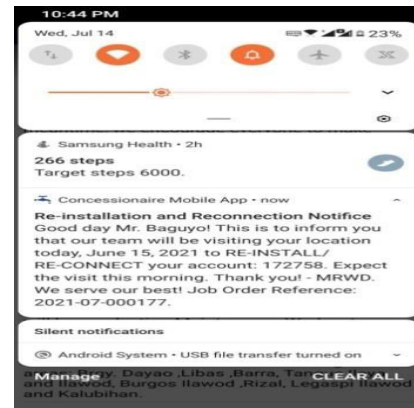 10:44 PM
Wed, Jul 14
23%
Samsung Health • 2h
266 steps
Target steps 6000.
Concessionaire Mobile App • now
Re-installation and Reconnection Notifice
Good day Mr. Baguyo! This is to inform you
that our team will be visiting your location
today, June 15, 2021 to RE-INSTALL/
RE-CONNECT your account: 172758. Expect
the visit this morning. Thank you! - MRWD.
We serve our best! Job Order Reference:
2021-07-000177.
Silent notifications
Android System • USB file transfer turned on
Brgy. Dayao ,Libas ,Barra,
Manage
CLEAR ALL
and Ilawod, Burgos Ilawod ,Rizal, Legaspi Ilawod
and Kalubihan.